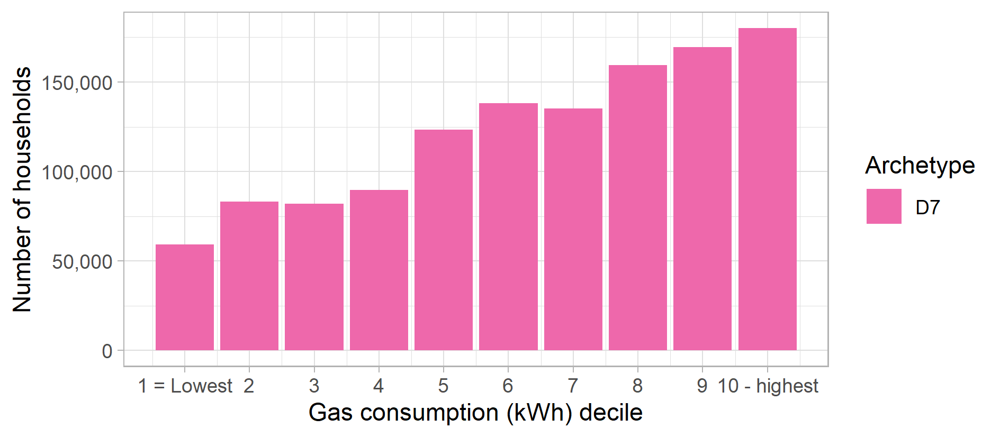 Number of households
150,000
100,000
50,000
0
1 = Lowest 2 3 4 5 6 7 8 9 10 - highest
Gas consumption (kWh) decile
Archetype
D7